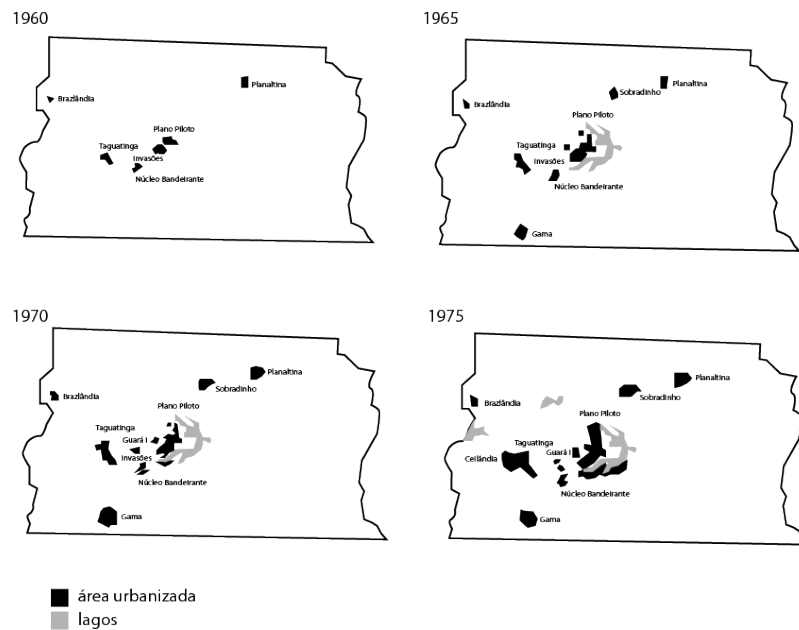 1960
Planaltina
Brazlândia
Plano Piloto
Taguatinga
Invasões
Núcleo Bandeirante
1965
Planaltina
Sobradinho
Brazlândia
Plano Piloto
Taguatinga
Invasões
Núcleo Bandeirante
Gama
1970
Planaltina
Sobradinho
Brazlândia
Plano Piloto
Taguatinga
Guará I
Invasões
Núcleo Bandeirante
Gama
1975
Planaltina
Sobradinho
Brazlândia
Plano Piloto
Taguatinga
Guará I
Ceilândia
Núcleo Bandeirante
Gama
área urbanizada
lagos